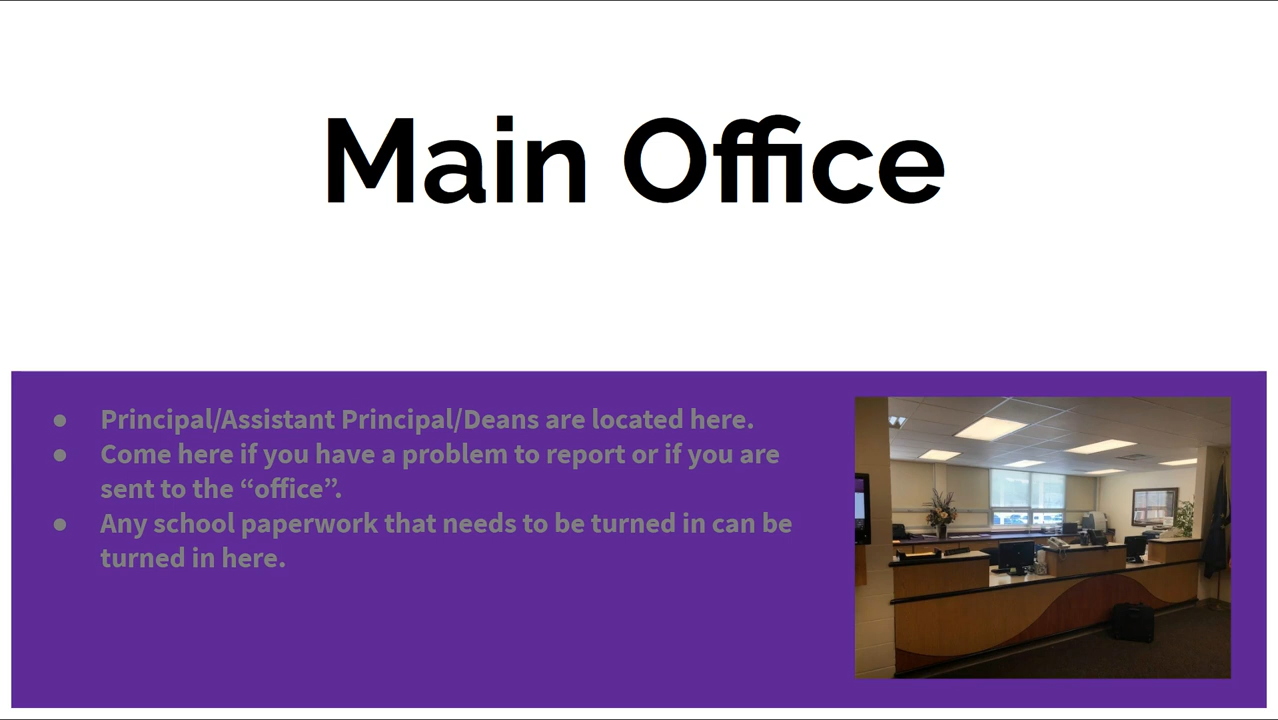 Main Office
● Principal/Assistant Principal/Deans are located here.
● Come here if you have a problem to report or if you are
sent to the “office”.
● Any school paperwork that needs to be turned in can be
turned in here.